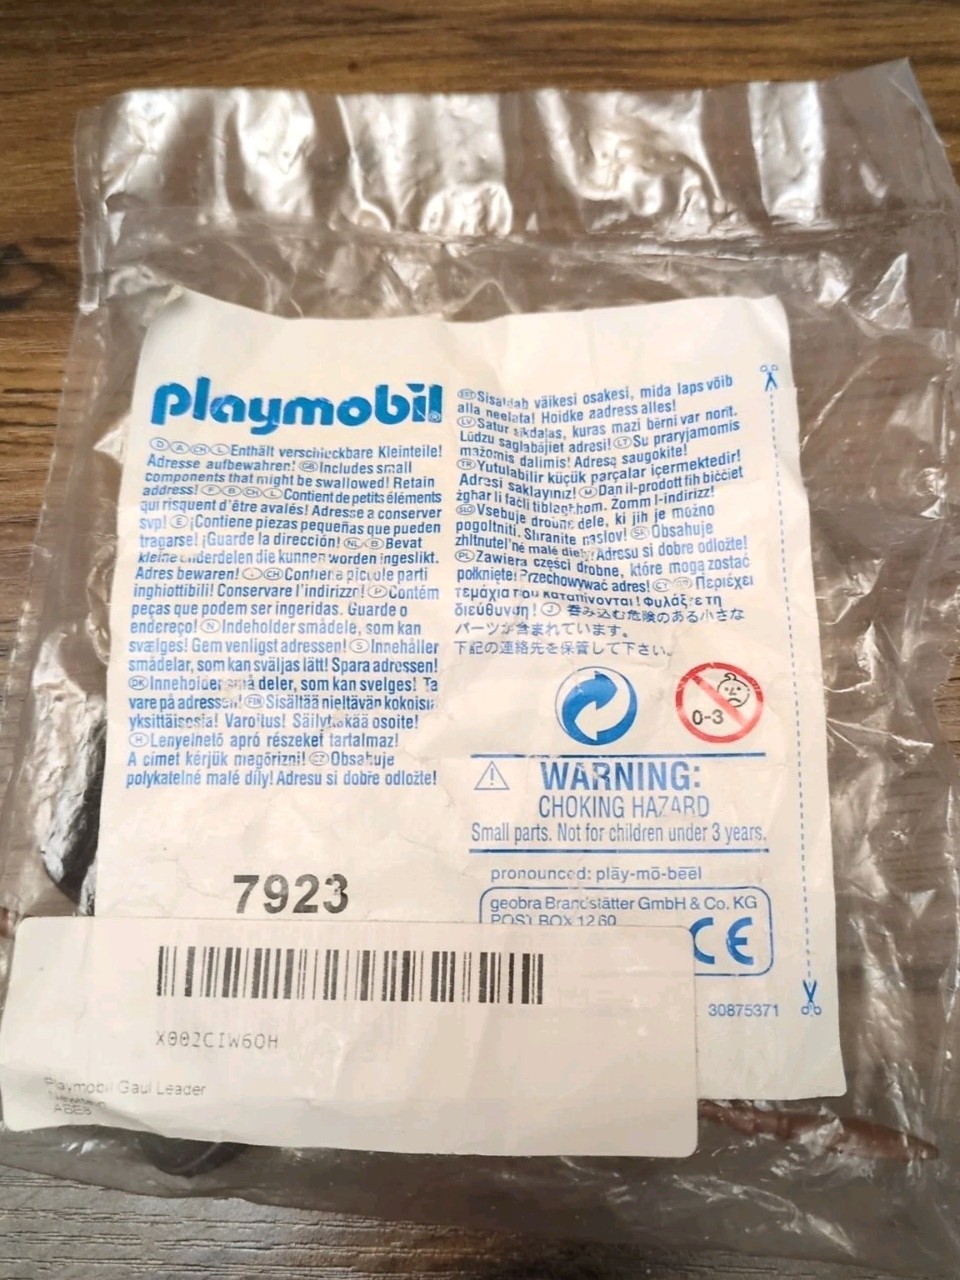 playmobil
Ⓓ Ⓐ ⒸⒽ Ⓛ Enthält verschluckbare Kleinteile!
Adresse aufbewahren! ⒼⒷ Includes small
components that might be swallowed! Retain
address! Ⓕ Ⓑ ⒸⒽ Ⓛ Contient de petits éléments
qui risquent d'être avalés! Adresse a conserver
svp! Ⓔ ¡Contiene piezas pequeñas que pueden
tragarse! ¡Guarde la dirección! ⓃⓁ Ⓑ Bevat
kleine onderdelen die kunnen worden ingeslikt.
Adres bewaren! Ⓘ ⒸⒽ Contiene piccole parti
inghiottibili! Conservare l'indirizzo! Ⓟ Contém
peças que podem ser ingeridas. Guarde o
endereço! Ⓝ Indeholder smådele, som kan
svælges! Gem venligst adressen! Ⓢ Innehåller
smådelar, som kan sväljas lätt! Spara adressen!
ⒹⓀ Inneholder små deler, som kan svelges! Ta
vare på adressen! ⒻⒾⓃ Sisältää nieltävän kokoisia
yksittäisosia! Varoitus! Säilyttäkää osoite!
Ⓗ Lenyelhető apró részeket tartalmaz!
A címet kérjük megőrizni! ⒸⓏ Obsahuje
polykatelné malé díly! Adresu si dobře odložte!
ⒺⓈⓉ Sisaldab väikesi osakesi, mida laps võib
alla neelata! Hoidke aadress alles!
ⓁⓋ Satur sīkdaļas, kuras mazi bērni var norīt.
Lūdzu saglabājiet adresi! ⓁⓉ Su praryjamomis
mažomis dalimis! Adresą saugokite!
ⓉⓇ Yutulabilir küçük parçalar içermektedir!
Adresi saklayınız! Ⓜ Dan il-prodott fih biċċiet
żgħar li faċli tiblagħhom. Żomm l-indirizz!
ⓈⓁⓄ Vsebuje drobne dele, ki jih je možno
pogoltniti. Shranite naslov! ⓈⓀ Obsahuje
zhltnuteľné malé diely! Adresu si dobre odložte!
ⓅⓁ Zawiera części drobne, które mogą zostać
połknięte! Przechowywać adres! ⒸⓎ ⒼⓇ Περιέχει
τεμάχια που καταπίνονται! Φυλάξτε τη
διεύθυνση! Ⓙ 呑み込む危険のある小さな
パーツが含まれています。
下記の連絡先を保管して下さい。
0-3
WARNING:
CHOKING HAZARD
Small parts. Not for children under 3 years.
pronounced: plāy-mō-bēēl
geobra Brandstätter GmbH & Co. KG
POST BOX 1260
CE
30875371
7923
X002CIW6OH
Playmobil Gaul Leader
ABEB